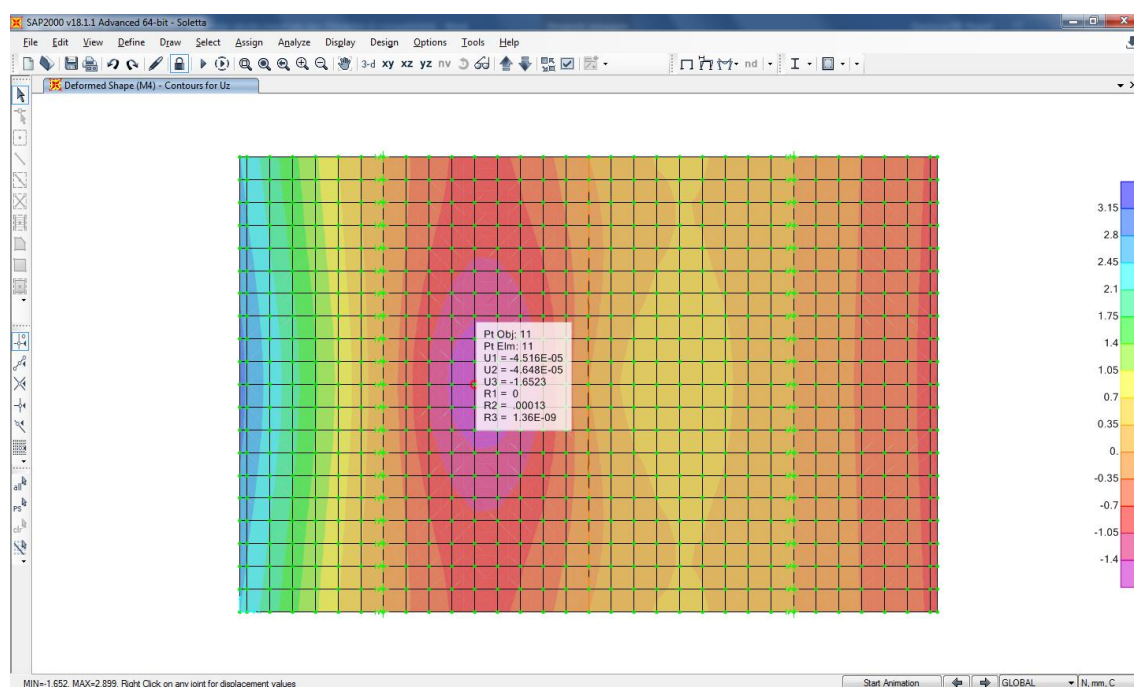 SAP2000 v18.1.1 Advanced 64-bit - Soletta
File Edit View Define Draw Select Assign Analyze Display Design Options Tools Help
3-d xy xz yz nv nd
Deformed Shape (M4) - Contours for Uz
Pt Obj: 11
Pt Elm: 11
U1 = -4.516E-05
U2 = -4.648E-05
U3 = -1.6523
R1 = 0
R2 = .00013
R3 = 1.36E-09
3.15
2.8
2.45
2.1
1.75
1.4
1.05
0.7
0.35
0.
-0.35
-0.7
-1.05
-1.4
all
PS
clr
MIN=-1.652, MAX=2.899, Right Click on any joint for displacement values
Start Animation GLOBAL N, mm, C